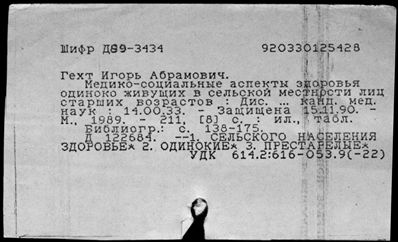 Шифр Д89-3434 920330125428
Гехт Игорь Абрамович.
Медико-социальные аспекты здоровья
одиноко живущих в сельской местности лиц
старших возрастов : Дис. ... канд. мед.
наук : 14.00.33. - Защищена 15.11.90. -
М., 1989. - 211, [8] с. : ил., табл.
Библиогр.: с. 138-175.
Д 122684. --1. СЕЛЬСКОГО НАСЕЛЕНИЯ
ЗДОРОВЬЕ* 2. ОДИНОКИЕ* 3. ПРЕСТАРЕЛЫЕ*
УДК 614.2:616-053.9(-22)